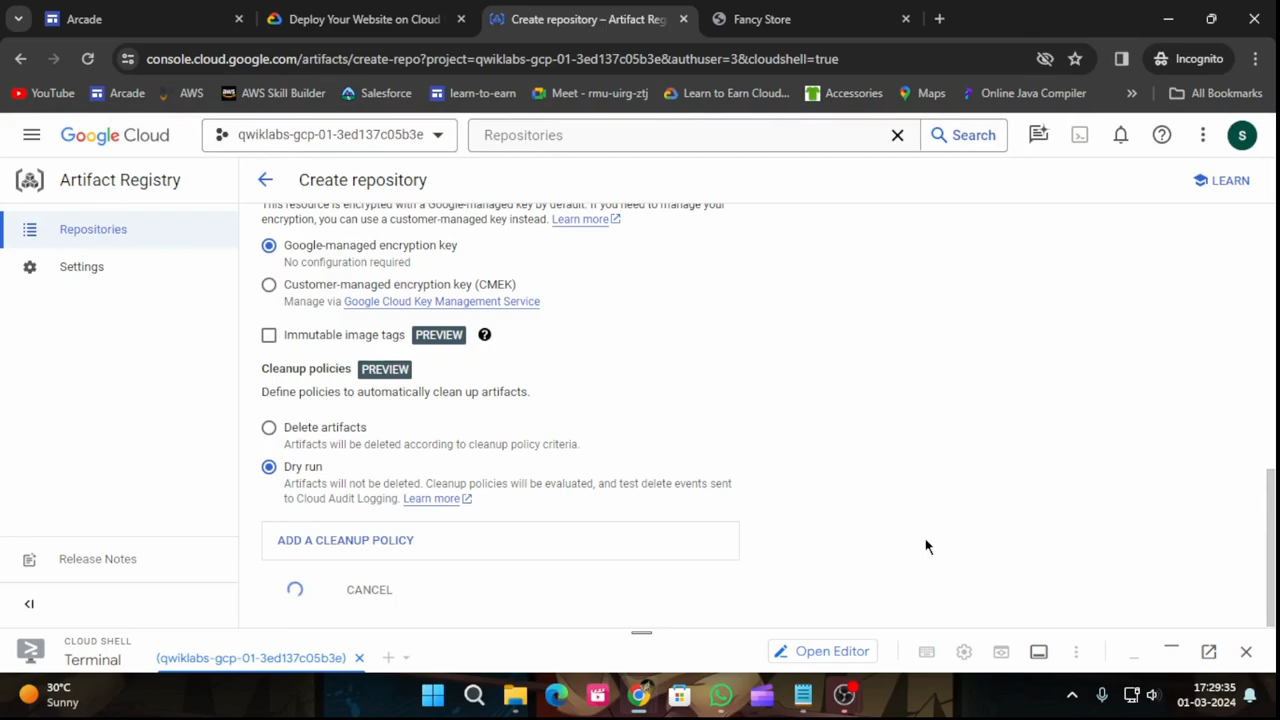 Arcade
Deploy Your Website on Cloud
Create repository – Artifact Reg
Fancy Store
console.cloud.google.com/artifacts/create-repo?project=qwiklabs-gcp-01-3ed137c05b3e&authuser=3&cloudshell=true
Incognito
YouTube
Arcade
AWS
AWS Skill Builder
Salesforce
learn-to-earn
Meet - rmu-uirg-ztj
Learn to Earn Cloud...
Accessories
Maps
Online Java Compiler
All Bookmarks
Google Cloud
qwiklabs-gcp-01-3ed137c05b3e
Repositories
Search
S
Artifact Registry
Create repository
LEARN
Repositories
Settings
Release Notes
This resource is encrypted with a Google-managed key by default. If you need to manage your
encryption, you can use a customer-managed key instead. Learn more
Google-managed encryption key
No configuration required
Customer-managed encryption key (CMEK)
Manage via Google Cloud Key Management Service
Immutable image tags PREVIEW
Cleanup policies PREVIEW
Define policies to automatically clean up artifacts.
Delete artifacts
Artifacts will be deleted according to cleanup policy criteria.
Dry run
Artifacts will not be deleted. Cleanup policies will be evaluated, and test delete events sent
to Cloud Audit Logging. Learn more
ADD A CLEANUP POLICY
CANCEL
CLOUD SHELL
Terminal
(qwiklabs-gcp-01-3ed137c05b3e)
Open Editor
30°C
Sunny
17:29:35
01-03-2024